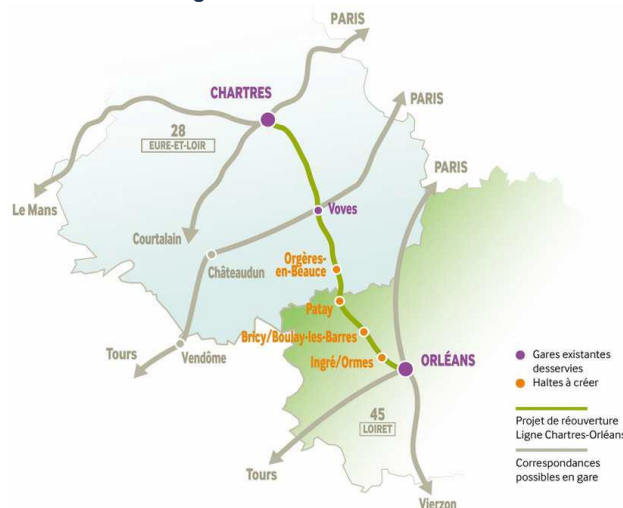 PARIS
CHARTRES
PARIS
28
EURE-ET-LOIR
PARIS
Le Mans
Voves
Courtalain
Châteaudun
Orgères-
en-Beauce
Patay
Bricy/Boulay-les-Barres
Vendôme
Tours
Ingré/Ormes
ORLÉANS
Gares existantes
desservies
Haltes à créer
45
LOIRET
Projet de réouverture
Ligne Chartres-Orléans
Correspondances
possibles en gare
Tours
Vierzon